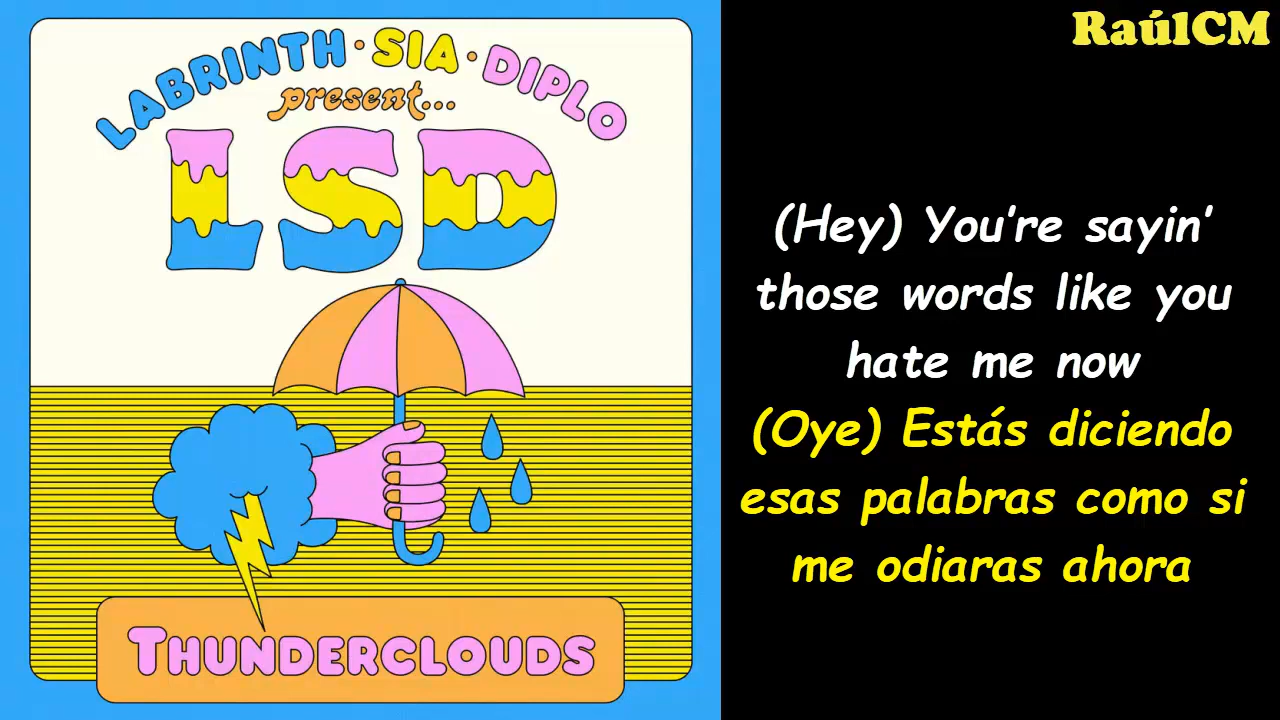 LABRINTH · SIA · DIPLO
present...
LSD
THUNDERCLOUDS
RaúlCM
(Hey) You're sayin'
those words like you
hate me now
(Oye) Estás diciendo
esas palabras como si
me odiaras ahora